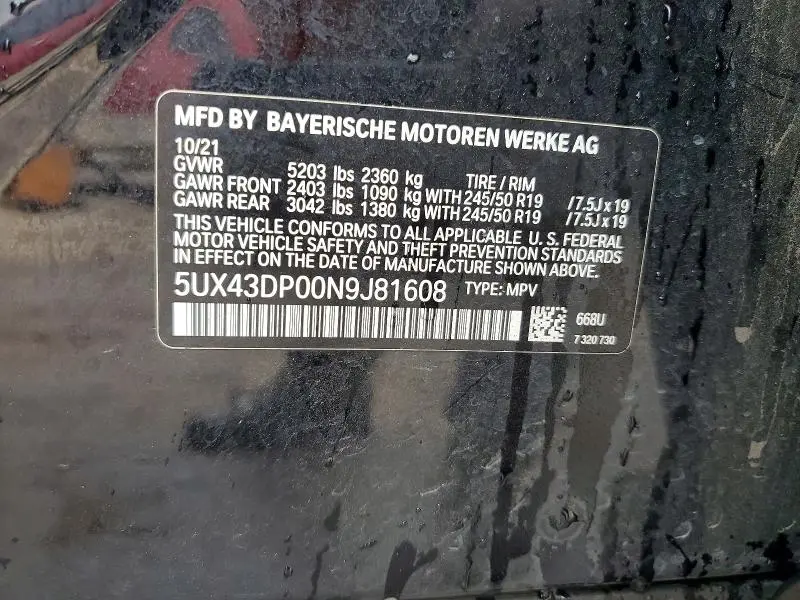 MFD BY BAYERISCHE MOTOREN WERKE AG
10/21
GVWR 5203 lbs 2360 kg TIRE / RIM
GAWR FRONT 2403 lbs 1090 kg WITH 245/50 R19 /7.5J x 19
GAWR REAR 3042 lbs 1380 kg WITH 245/50 R19 /7.5J x 19
THIS VEHICLE CONFORMS TO ALL APPLICABLE U.S. FEDERAL
MOTOR VEHICLE SAFETY AND THEFT PREVENTION STANDARDS
IN EFFECT ON THE DATE OF MANUFACTURE SHOWN ABOVE.
5UX43DP00N9J81608 TYPE: MPV
668U
7 320 730